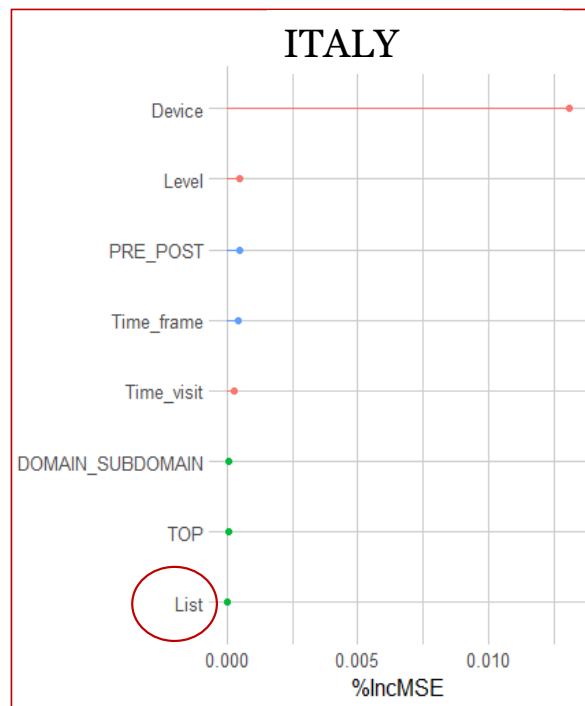 ITALY
Device
Level
PRE_POST
Time_frame
Time_visit
DOMAIN_SUBDOMAIN
TOP
List
0.000 0.005 0.010
%IncMSE